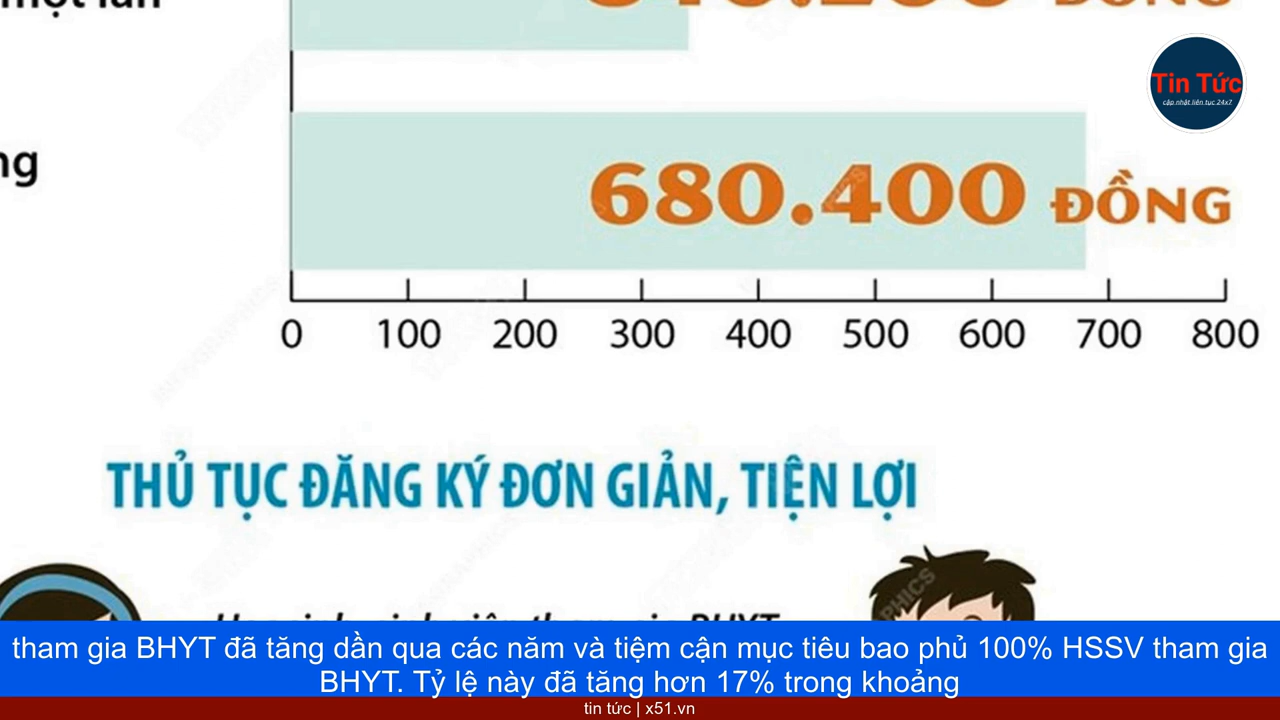 một lần
ĐỒNG
Tin Tức
cập nhật liên tục 24x7
680.400 ĐỒNG
0 100 200 300 400 500 600 700 800
THỦ TỤC ĐĂNG KÝ ĐƠN GIẢN, TIỆN LỢI
tham gia BHYT đã tăng dần qua các năm và tiệm cận mục tiêu bao phủ 100% HSSV tham gia
BHYT. Tỷ lệ này đã tăng hơn 17% trong khoảng
tin tức | x51.vn